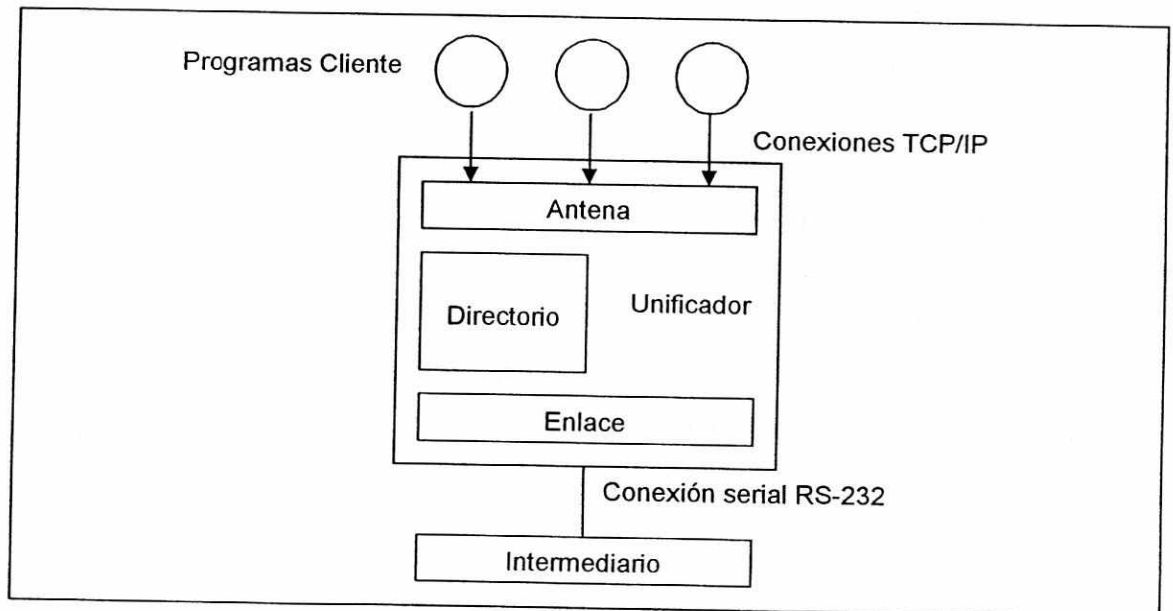 Programas Cliente
Conexiones TCP/IP
Antena
Directorio
Unificador
Enlace
Conexión serial RS-232
Intermediario